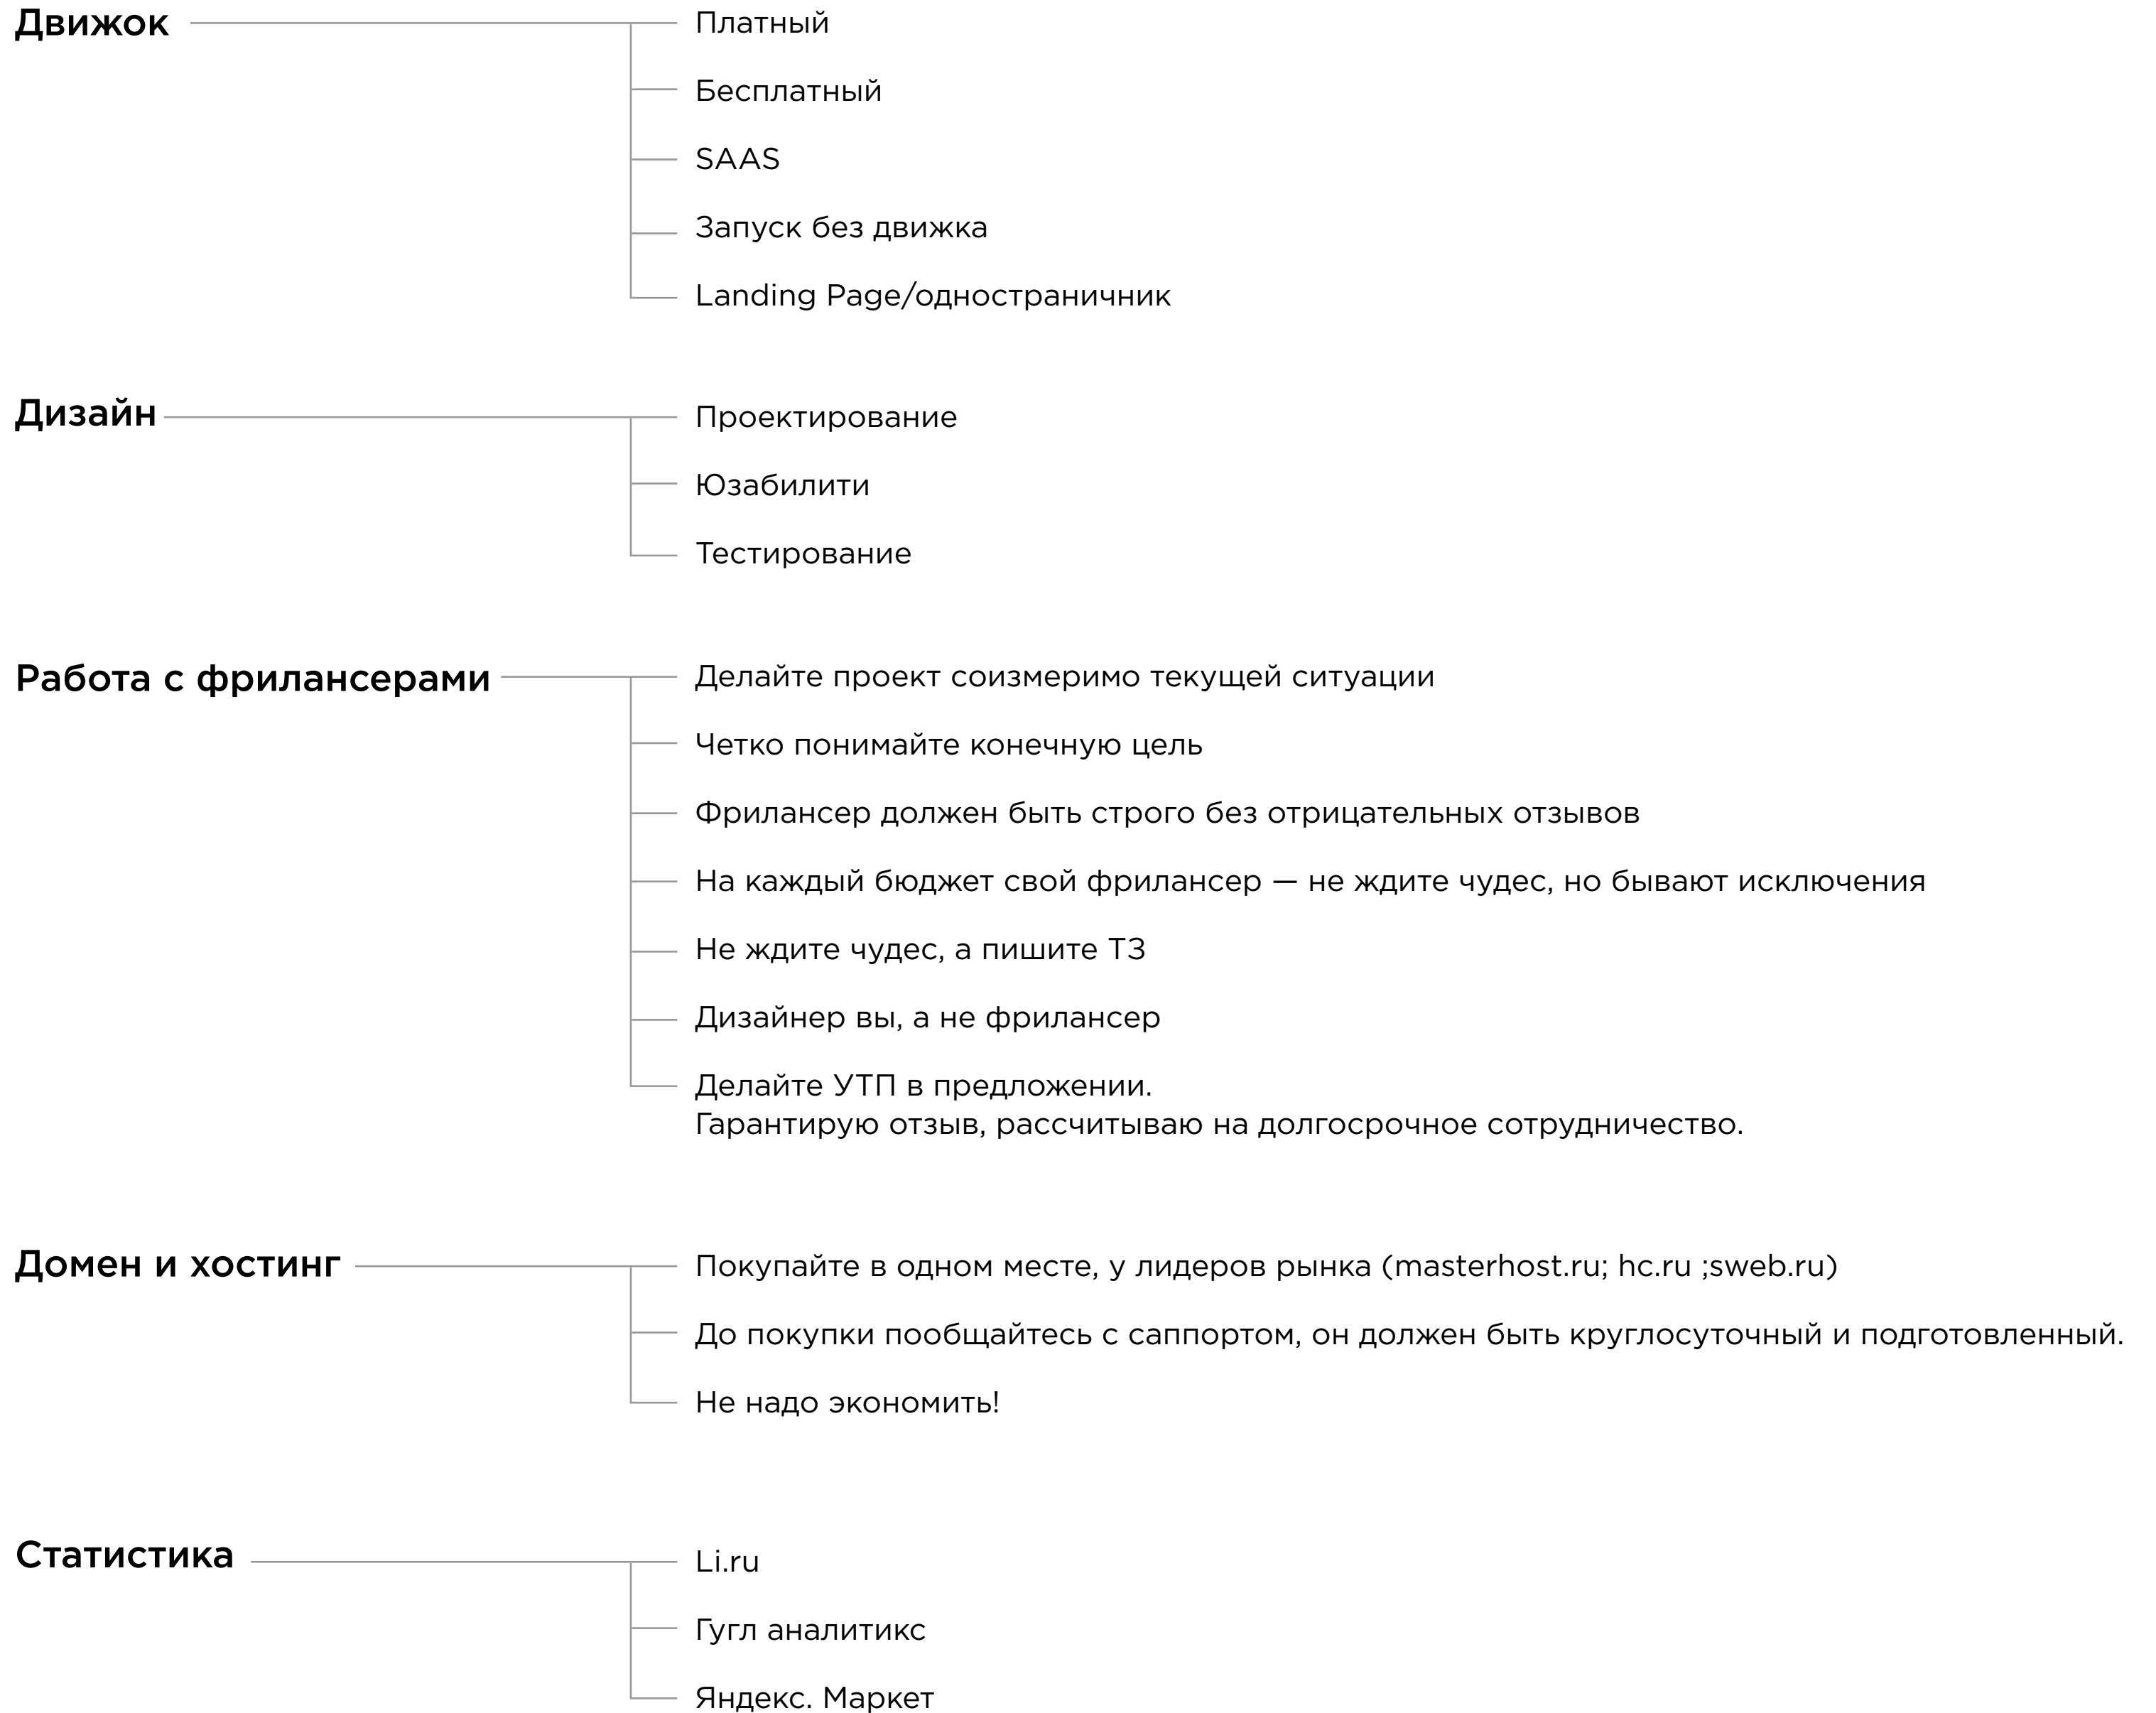 Движок
Платный
Бесплатный
SAAS
Запуск без движка
Landing Page/одностраничник
Дизайн
Проектирование
Юзабилити
Тестирование
Работа с фрилансерами
Делайте проект соизмеримо текущей ситуации
Четко понимайте конечную цель
Фрилансер должен быть строго без отрицательных отзывов
На каждый бюджет свой фрилансер — не ждите чудес, но бывают исключения
Не ждите чудес, а пишите ТЗ
Дизайнер вы, а не фрилансер
Делайте УТП в предложении.
Гарантирую отзыв, рассчитываю на долгосрочное сотрудничество.
Домен и хостинг
Покупайте в одном месте, у лидеров рынка (masterhost.ru; hc.ru ;sweb.ru)
До покупки пообщайтесь с саппортом, он должен быть круглосуточный и подготовленный.
Не надо экономить!
Статистика
Li.ru
Гугл аналитикс
Яндекс. Маркет